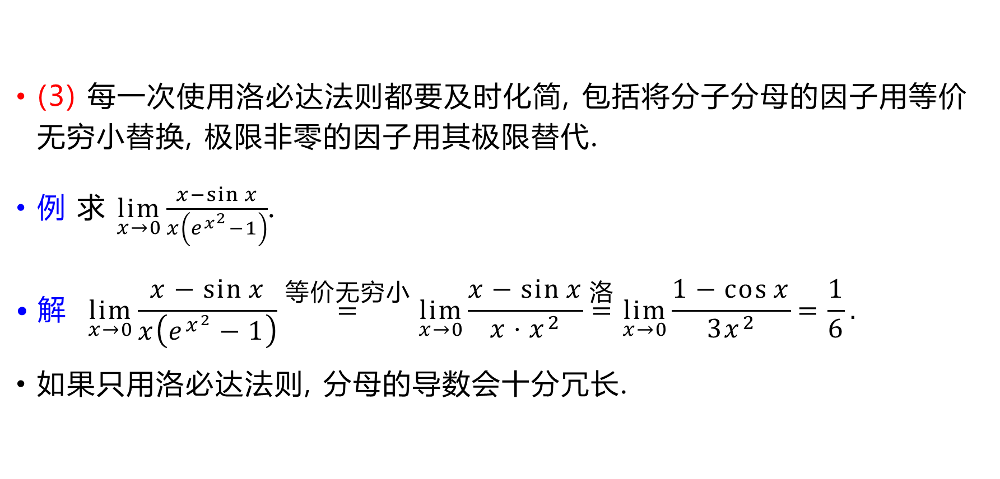 • (3) 每一次使用洛必达法则都要及时化简, 包括将分子分母的因子用等价
无穷小替换, 极限非零的因子用其极限替代.
• 例 求 $\lim_{x \to 0} \frac{x - \sin x}{x(e^{x^2} - 1)}$.
• 解 $\lim_{x \to 0} \frac{x - \sin x}{x(e^{x^2} - 1)} \overset{等价无穷小}{=} \lim_{x \to 0} \frac{x - \sin x}{x \cdot x^2} \overset{洛}{=} \lim_{x \to 0} \frac{1 - \cos x}{3x^2} = \frac{1}{6}$.
• 如果只用洛必达法则, 分母的导数会十分冗长.